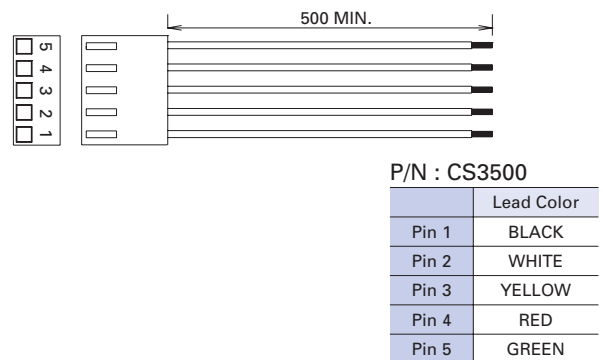 500 MIN.
5
4
3
2
1
P/N : CS3500
Lead Color
Pin 1 BLACK
Pin 2 WHITE
Pin 3 YELLOW
Pin 4 RED
Pin 5 GREEN